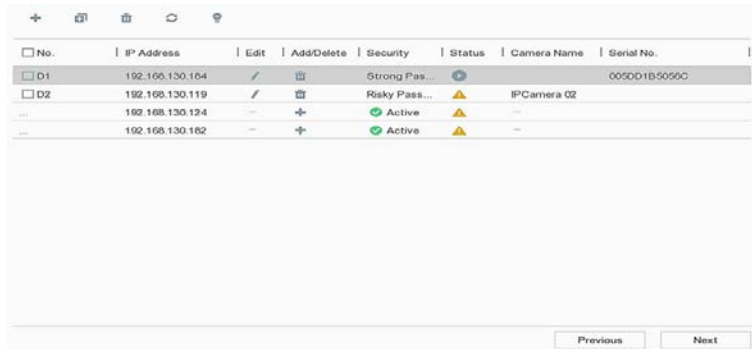 No. IP Address Edit Add/Delete Security Status Camera Name Serial No.
D1 192.168.130.164 Strong Pas... 005DD1B5056C
D2 192.168.130.119 Risky Pass... IPCamera 02
... 192.168.130.124 — Active —
... 192.168.130.182 — Active —
Previous Next